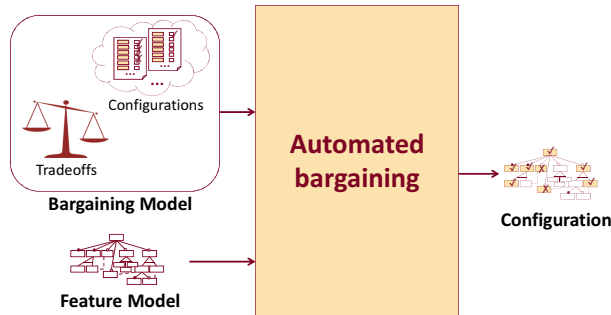 Configurations
Tradeoffs
Bargaining Model
Feature Model
Automated
bargaining
Configuration